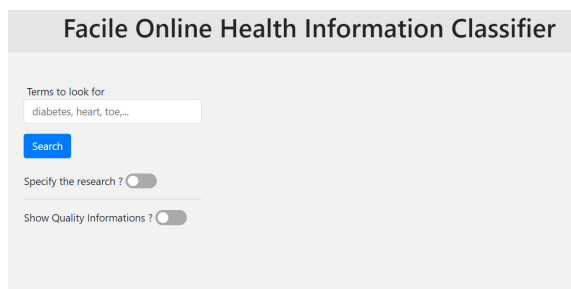 Facile Online Health Information Classifier
Terms to look for
diabetes, heart, toe,...
Search
Specify the research ?
Show Quality Informations ?